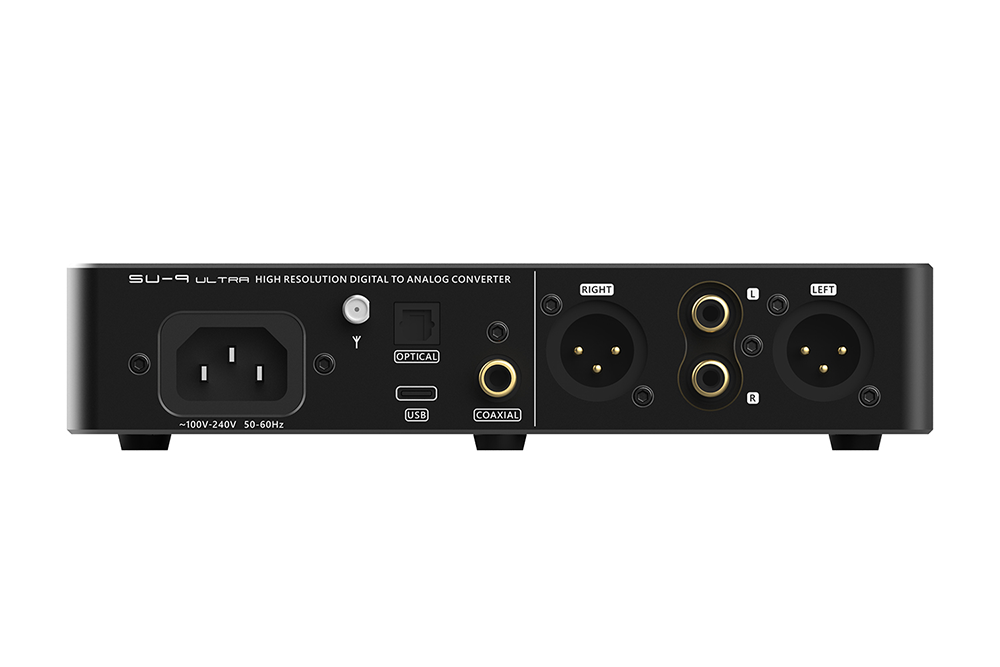 SU-9 ULTRA HIGH RESOLUTION DIGITAL TO ANALOG CONVERTER
RIGHT
L
LEFT
OPTICAL
USB
COAXIAL
R
~100V-240V 50-60Hz